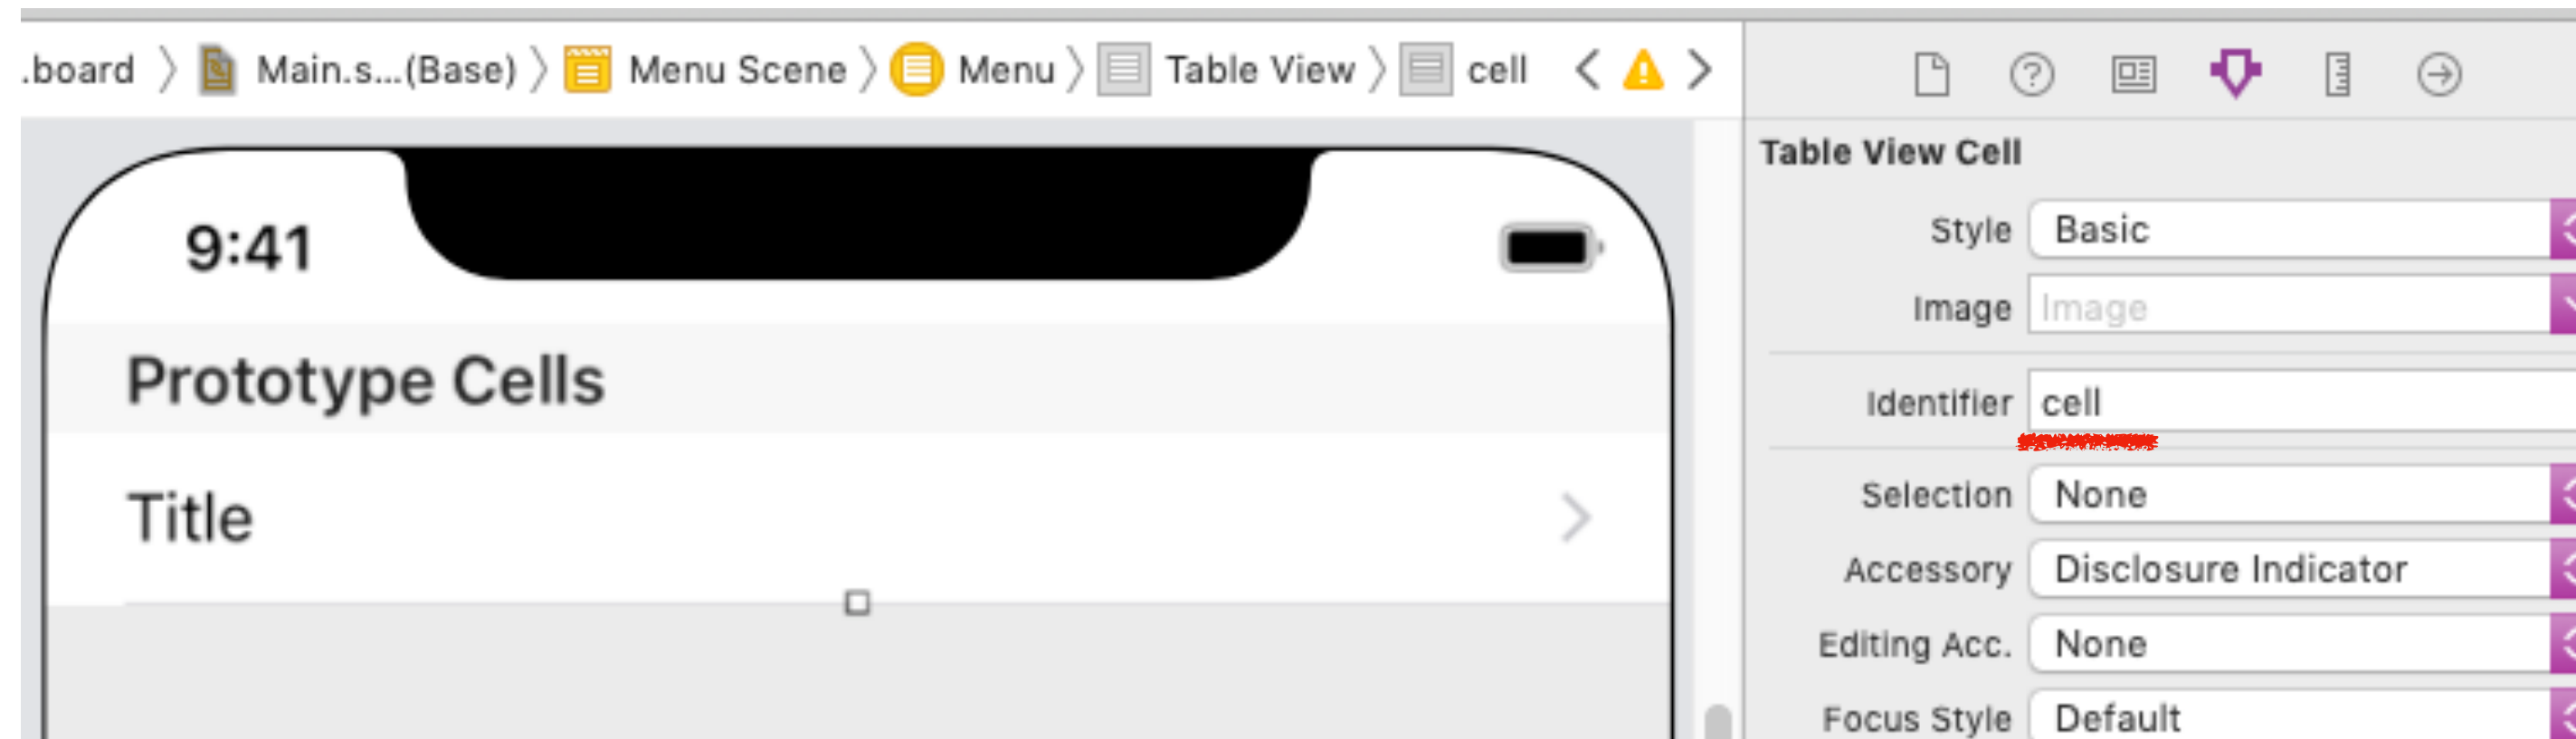 .board 〉 Main.s...(Base) 〉 Menu Scene 〉 Menu 〉 Table View 〉 cell < >
9:41
Prototype Cells
Title
Table View Cell
Style Basic
Image Image
Identifier cell
Selection None
Accessory Disclosure Indicator
Editing Acc. None
Focus Style Default